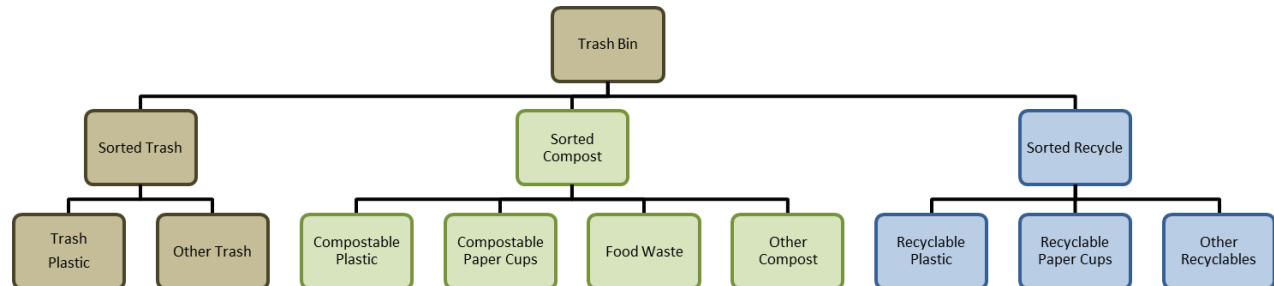 Trash Bin
Sorted Trash
Sorted
Compost
Sorted Recycle
Trash
Plastic
Other Trash
Compostable
Plastic
Compostable
Paper Cups
Food Waste
Other
Compost
Recyclable
Plastic
Recyclable
Paper Cups
Other
Recyclables